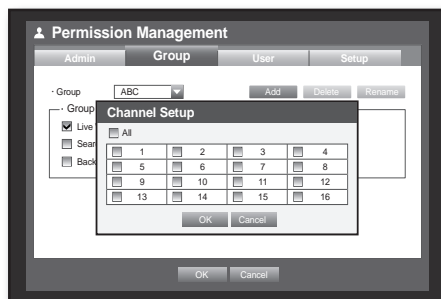 Permission Management
Admin Group User Setup
· Group ABC Add Delete Rename
· Group
Channel Setup
Live
All
Sear
1 2 3 4
Back
5 6 7 8
9 10 11 12
13 14 15 16
OK Cancel
OK Cancel